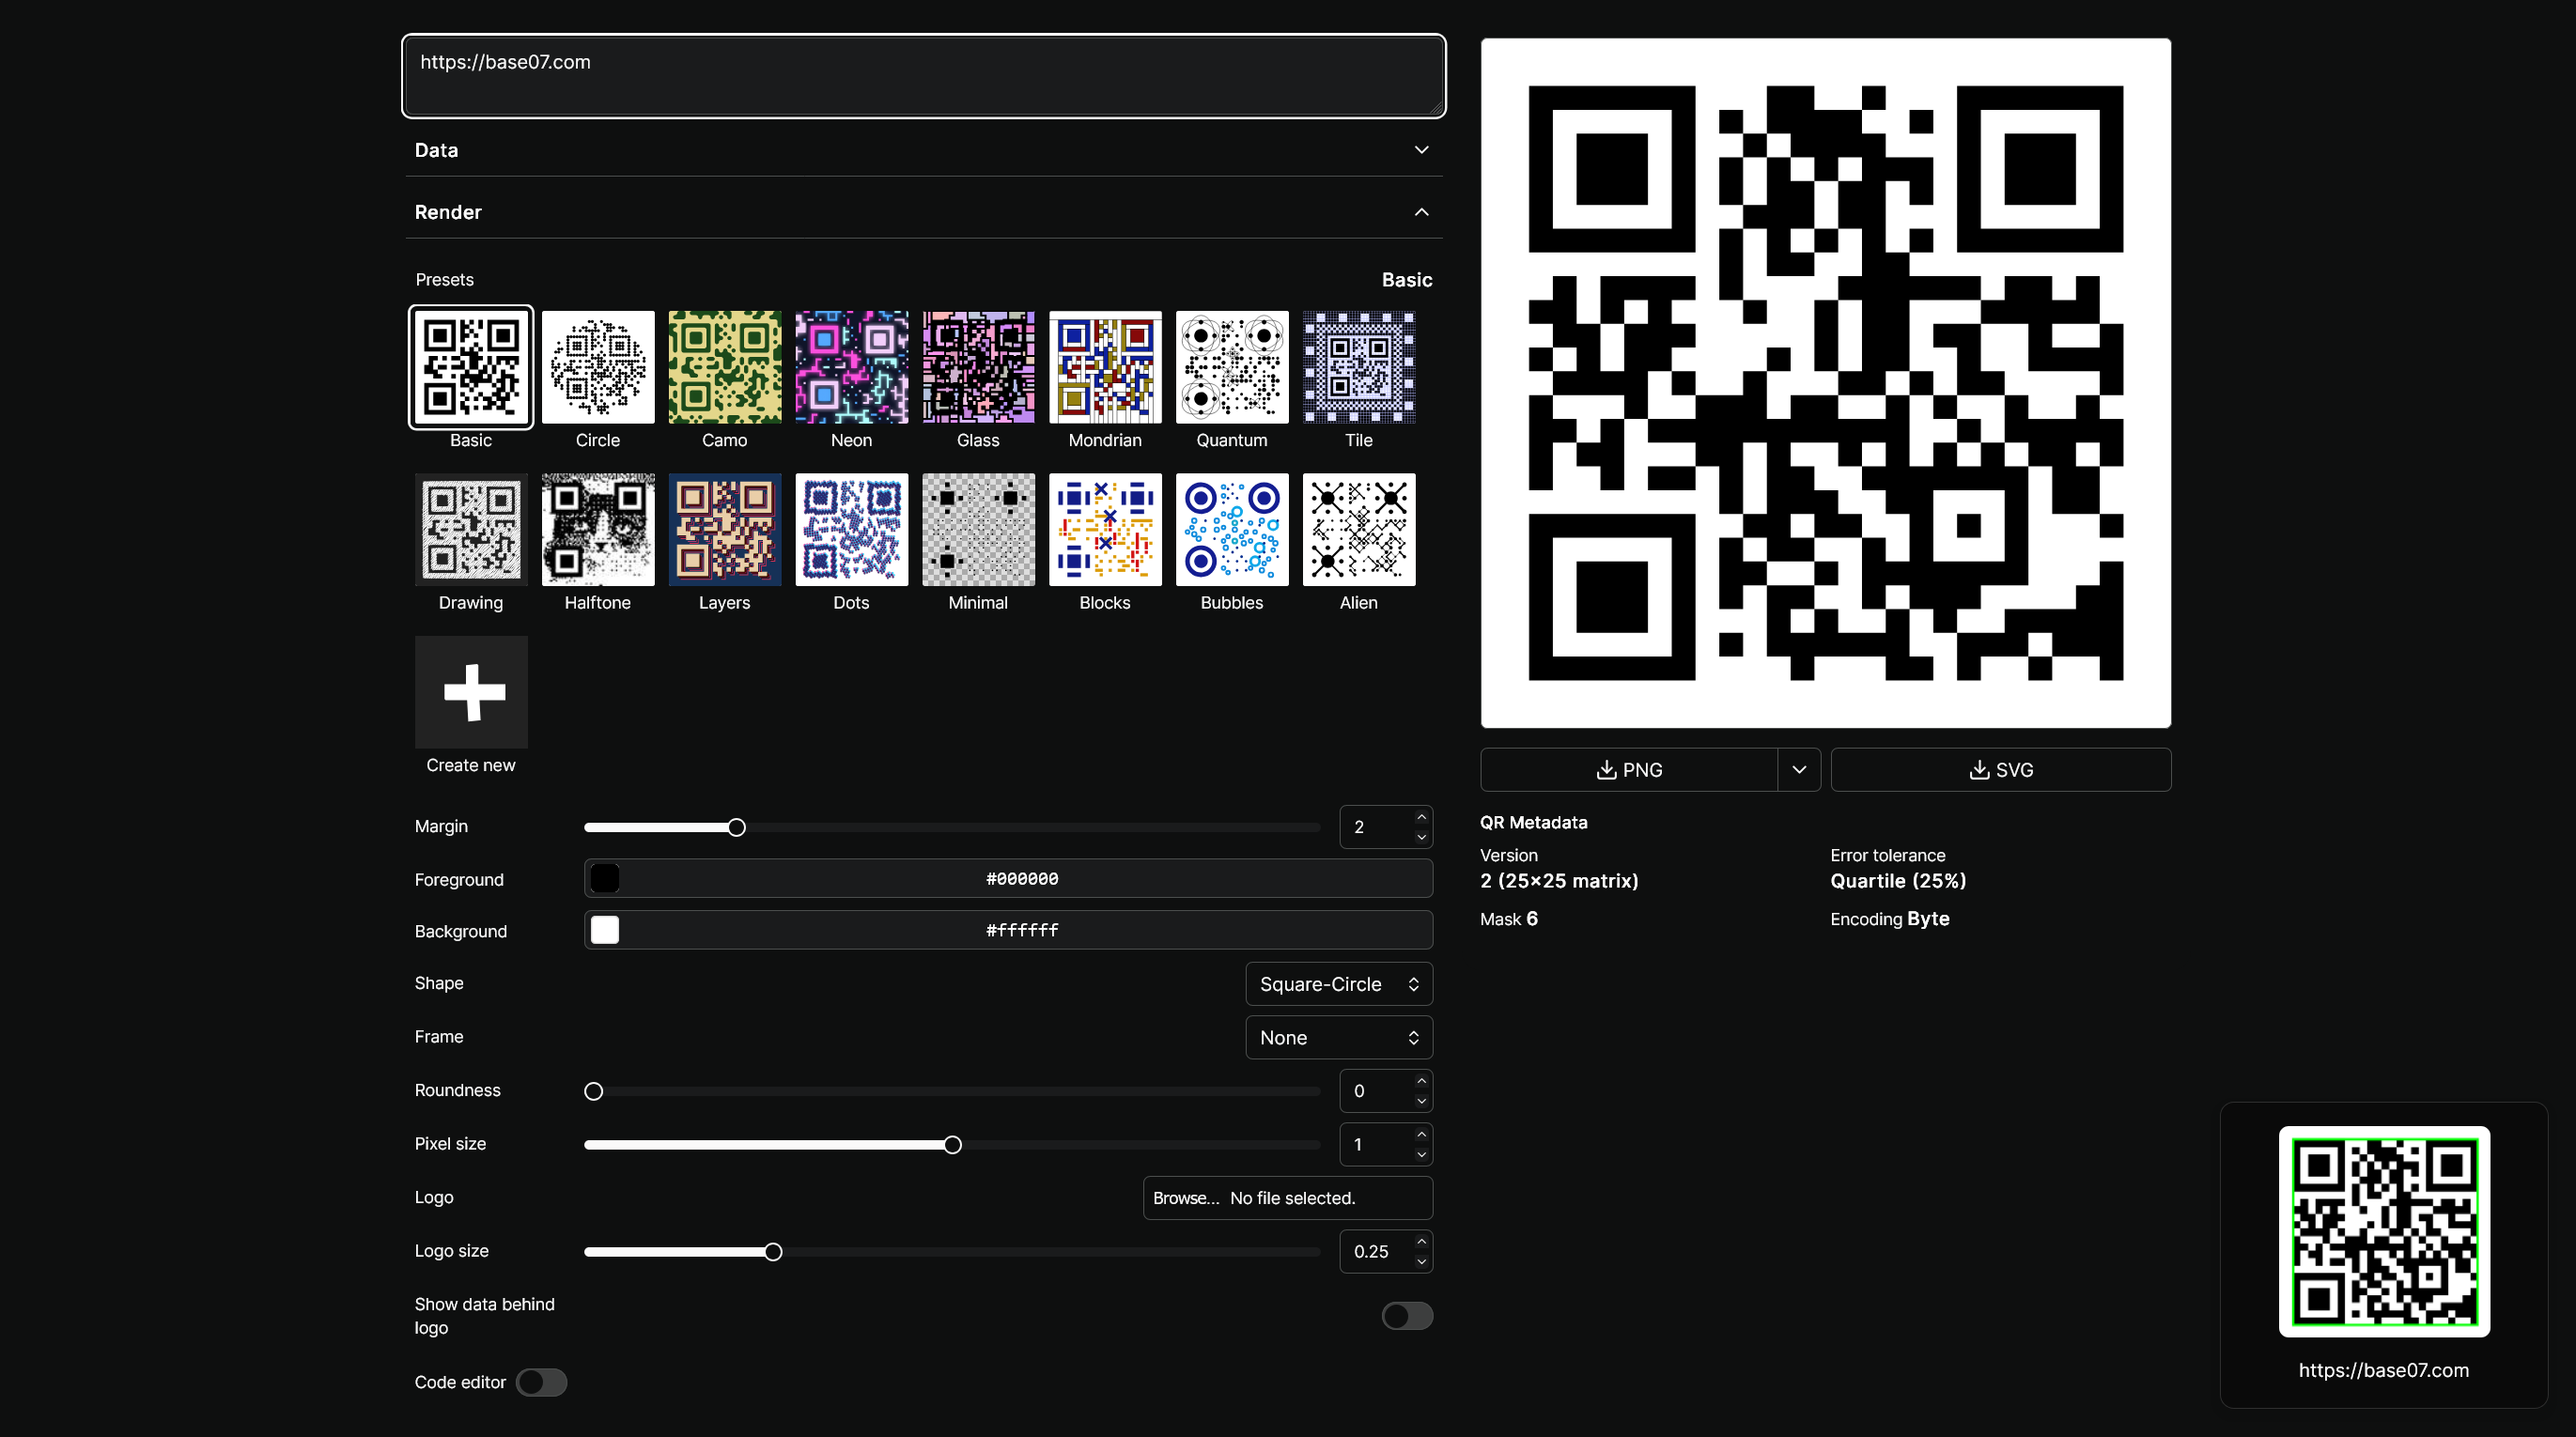 https://base07.com
Data
Render
Presets
Basic
Basic
Circle
Camo
Neon
Glass
Mondrian
Quantum
Tile
Drawing
Halftone
Layers
Dots
Minimal
Blocks
Bubbles
Alien
Create new
Margin
2
Foreground
#000000
Background
#ffffff
Shape
Square-Circle
Frame
None
Roundness
0
Pixel size
1
Logo
Browse... No file selected.
Logo size
0.25
Show data behind
logo
Code editor
PNG
SVG
QR Metadata
Version
2 (25×25 matrix)
Error tolerance
Quartile (25%)
Mask 6
Encoding Byte
https://base07.com